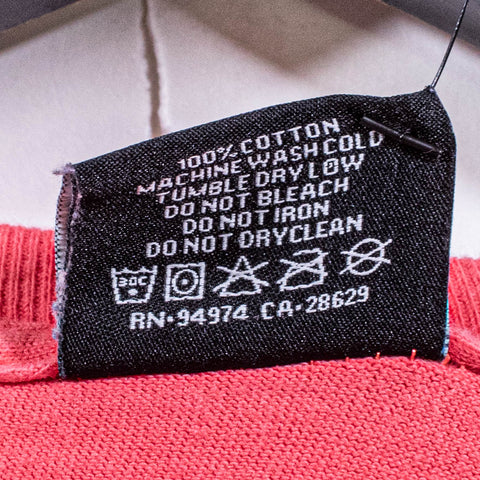 100% COTTON
MACHINE WASH COLD
TUMBLE DRY LOW
DO NOT BLEACH
DO NOT IRON
DO NOT DRYCLEAN
30C
RN·94974 CA·28629